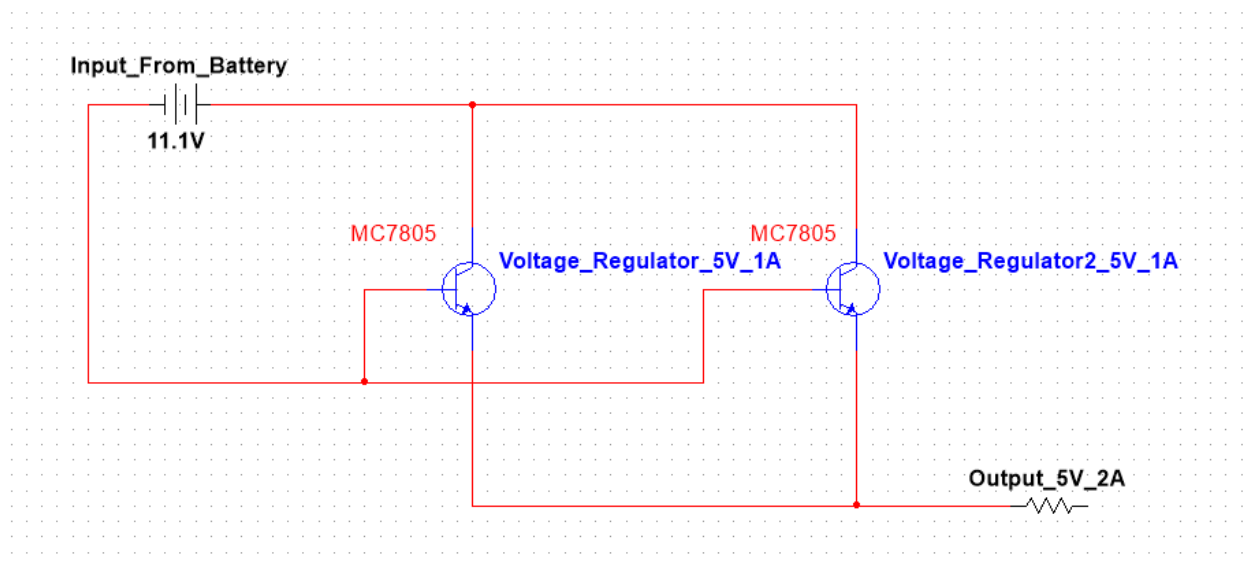 Input_From_Battery
11.1V
MC7805
Voltage_Regulator_5V_1A
MC7805
Voltage_Regulator2_5V_1A
Output_5V_2A